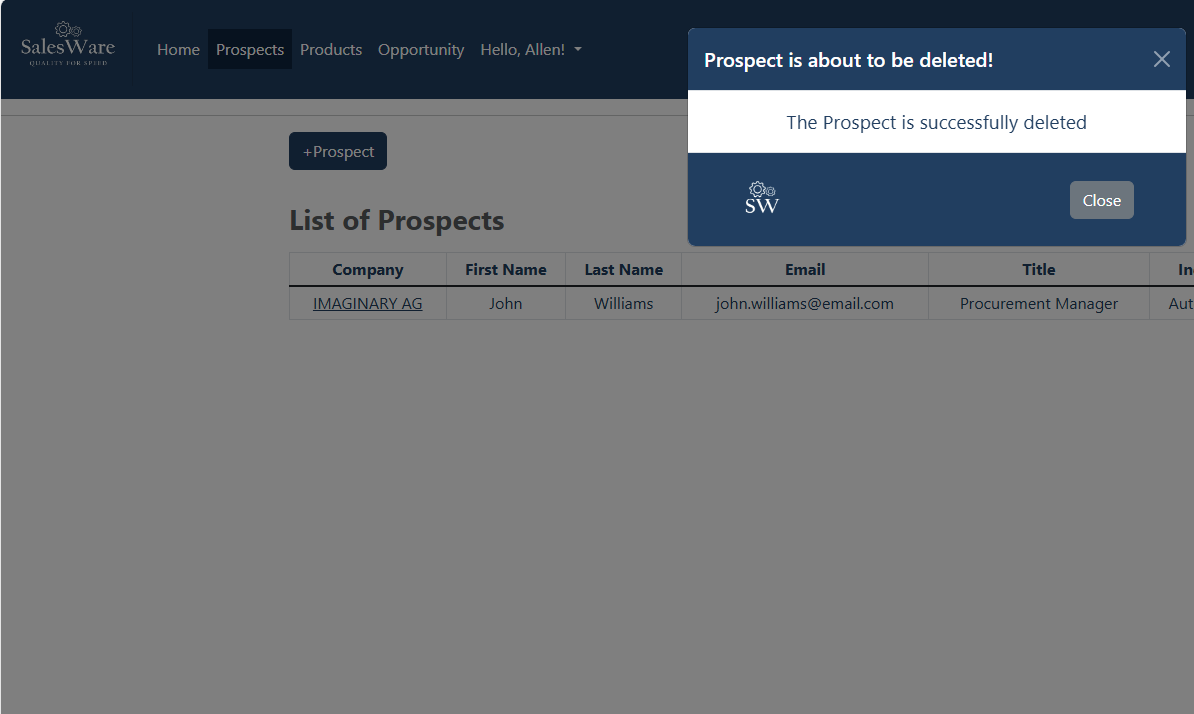 SalesWare
QUALITY FOR SPEED
Home Prospects Products Opportunity Hello, Allen!
Prospect is about to be deleted!
The Prospect is successfully deleted
SW
Close
+Prospect
List of Prospects
Company First Name Last Name Email Title In
IMAGINARY AG John Williams john.williams@email.com Procurement Manager Aut